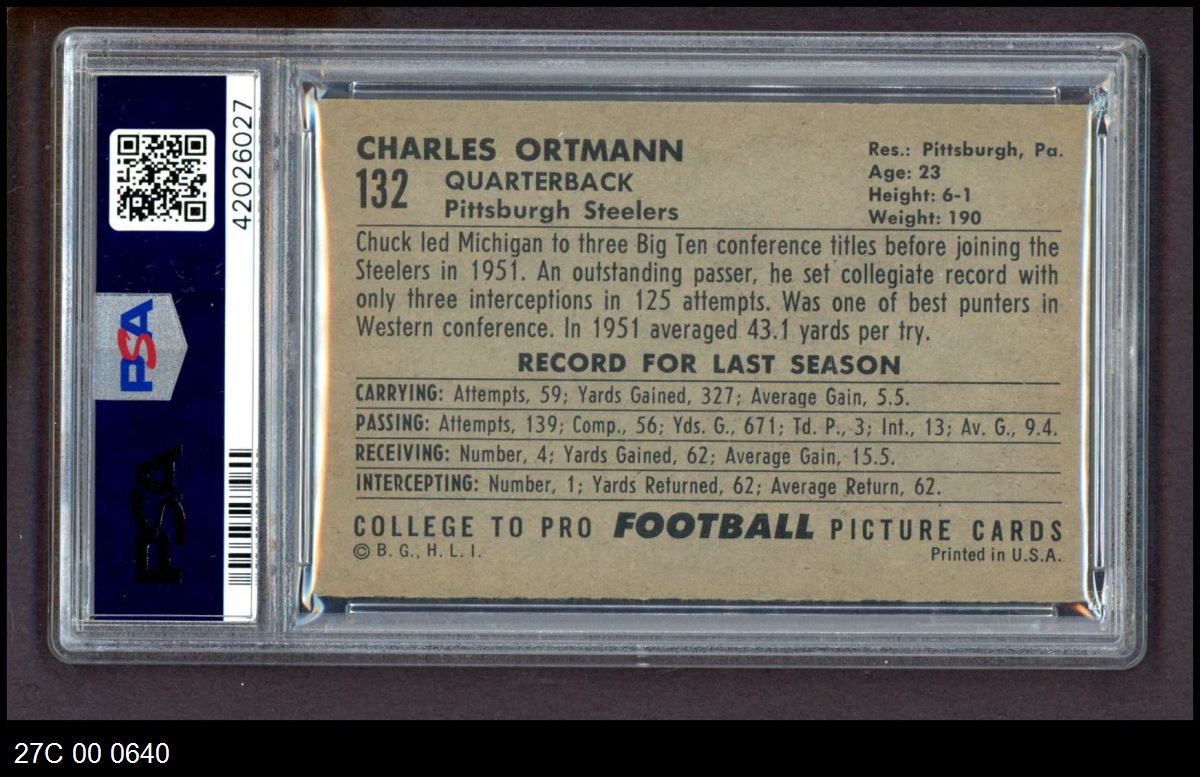 42026027
PSA
PSA
CHARLES ORTMANN
132 QUARTERBACK
Pittsburgh Steelers
Res.: Pittsburgh, Pa.
Age: 23
Height: 6-1
Weight: 190
Chuck led Michigan to three Big Ten conference titles before joining the
Steelers in 1951. An outstanding passer, he set collegiate record with
only three interceptions in 125 attempts. Was one of best punters in
Western conference. In 1951 averaged 43.1 yards per try.
RECORD FOR LAST SEASON
CARRYING: Attempts, 59; Yards Gained, 327; Average Gain, 5.5.
PASSING: Attempts, 139; Comp., 56; Yds. G., 671; Td. P., 3; Int., 13; Av. G., 9.4.
RECEIVING: Number, 4; Yards Gained, 62; Average Gain, 15.5.
INTERCEPTING: Number, 1; Yards Returned, 62; Average Return, 62.
COLLEGE TO PRO FOOTBALL PICTURE CARDS
© B. G., H. L. I.
Printed in U.S.A.
27C 00 0640